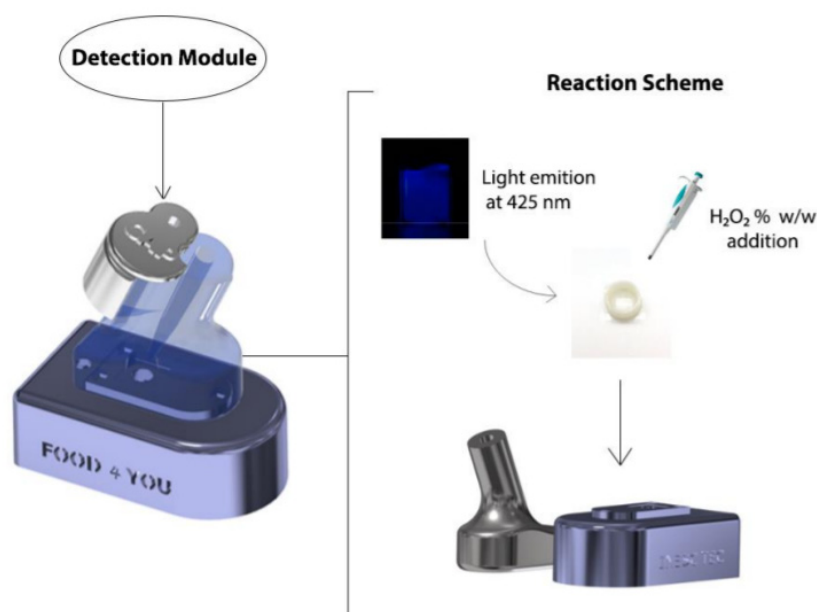 Detection Module
Reaction Scheme
Light emition
at 425 nm
H₂O₂ % w/w
addition
FOOD 4 YOU